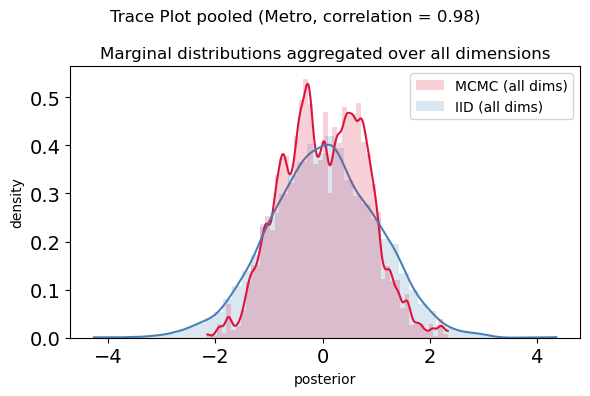 Trace Plot pooled (Metro, correlation = 0.98)
Marginal distributions aggregated over all dimensions
MCMC (all dims)
IID (all dims)
density
0.5
0.4
0.3
0.2
0.1
0.0
−4 −2 0 2 4
posterior